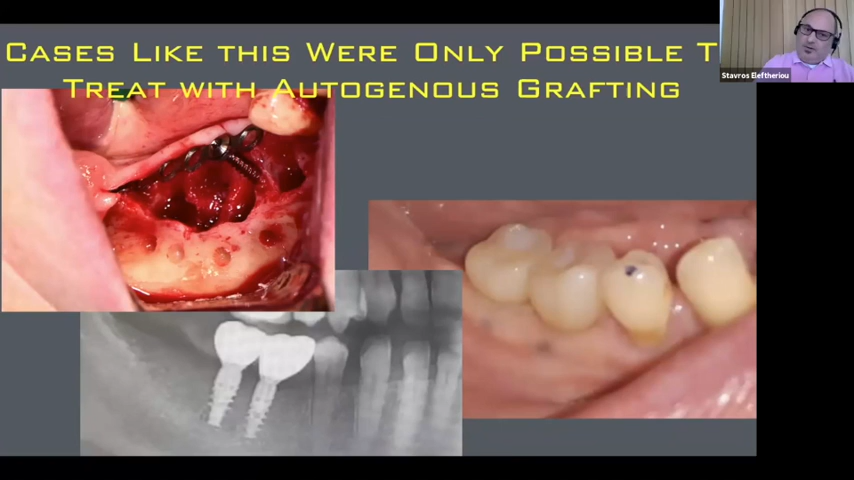 Cases Like this Were Only Possible T
Treat with Autogenous Grafting
Stavros Eleftheriou